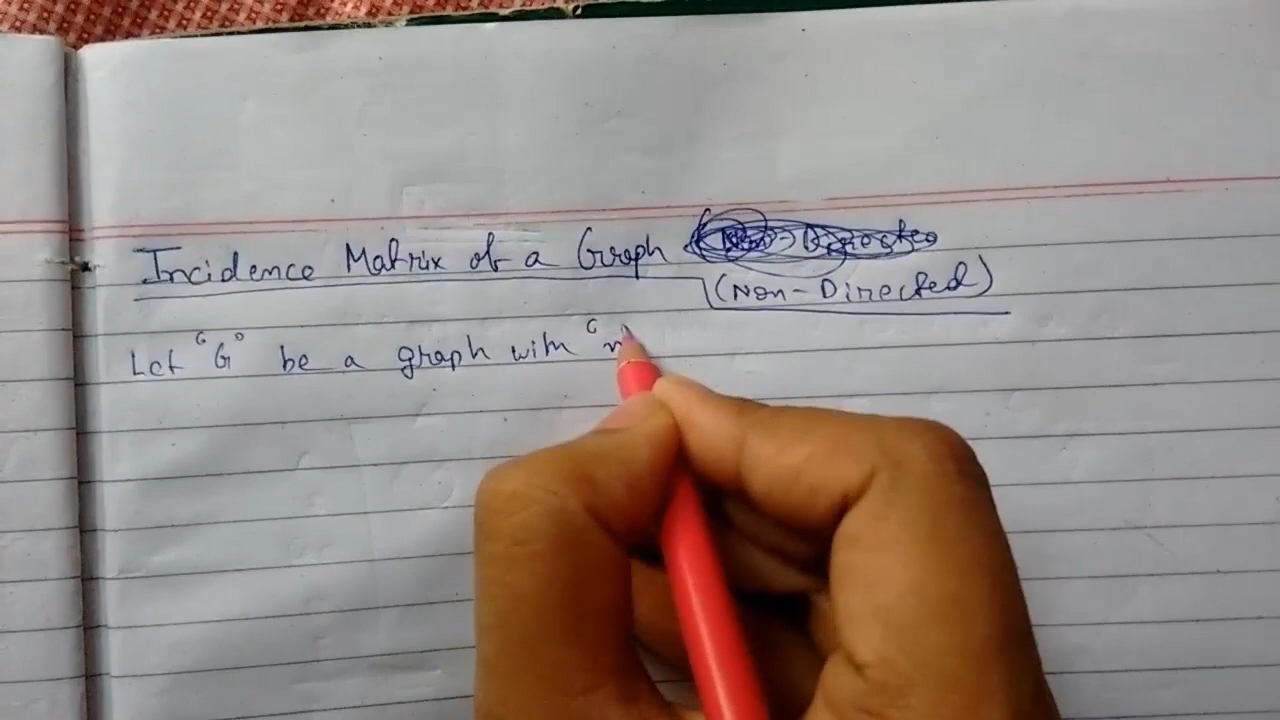 Incidence Matrix of a Graph
(Non-Directed)
Let "G" be a graph with "n